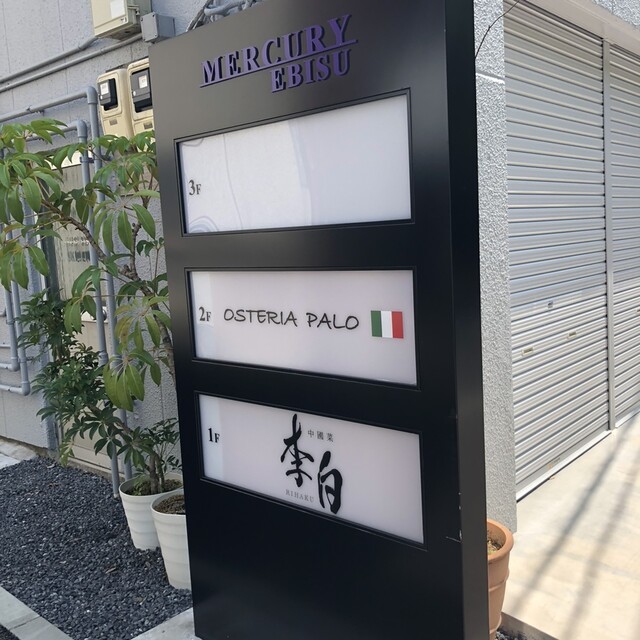 MERCURY
EBISU
3F
2F OSTERIA PALO
1F
中國菜
李白
RIHAKU